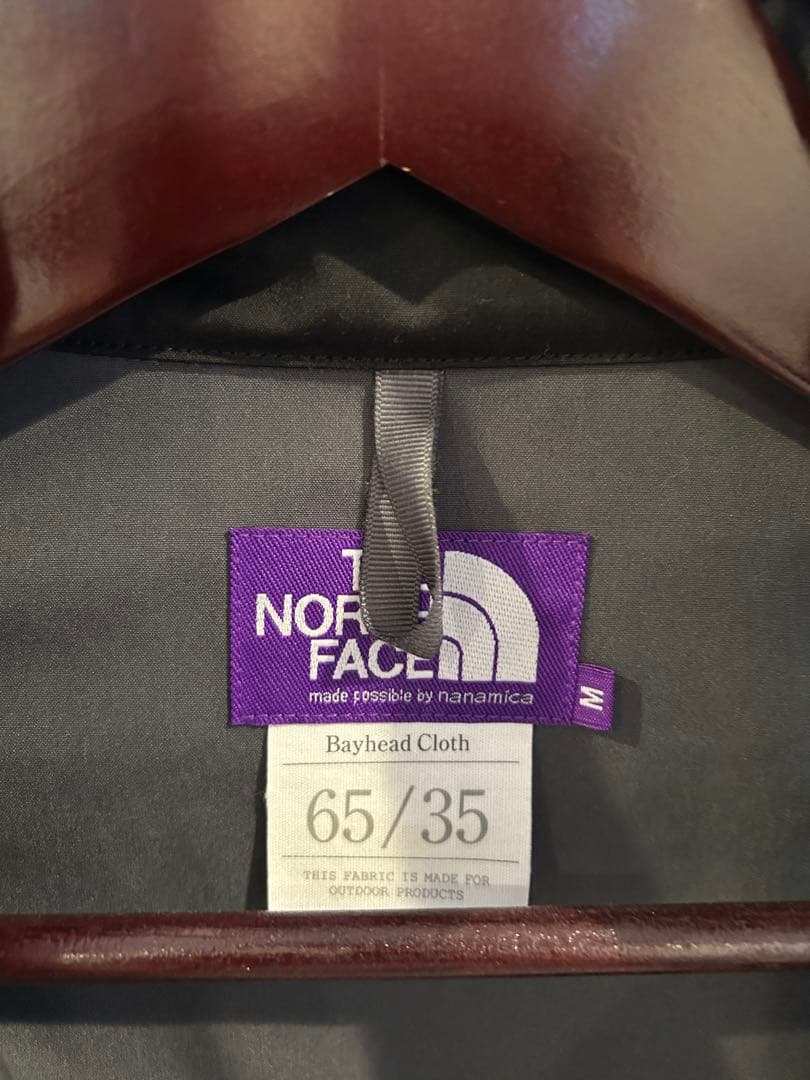 T
NOR
FACE
made possible by nanamica
M
Bayhead Cloth
65/35
THIS FABRIC IS MADE FOR
OUTDOOR PRODUCTS